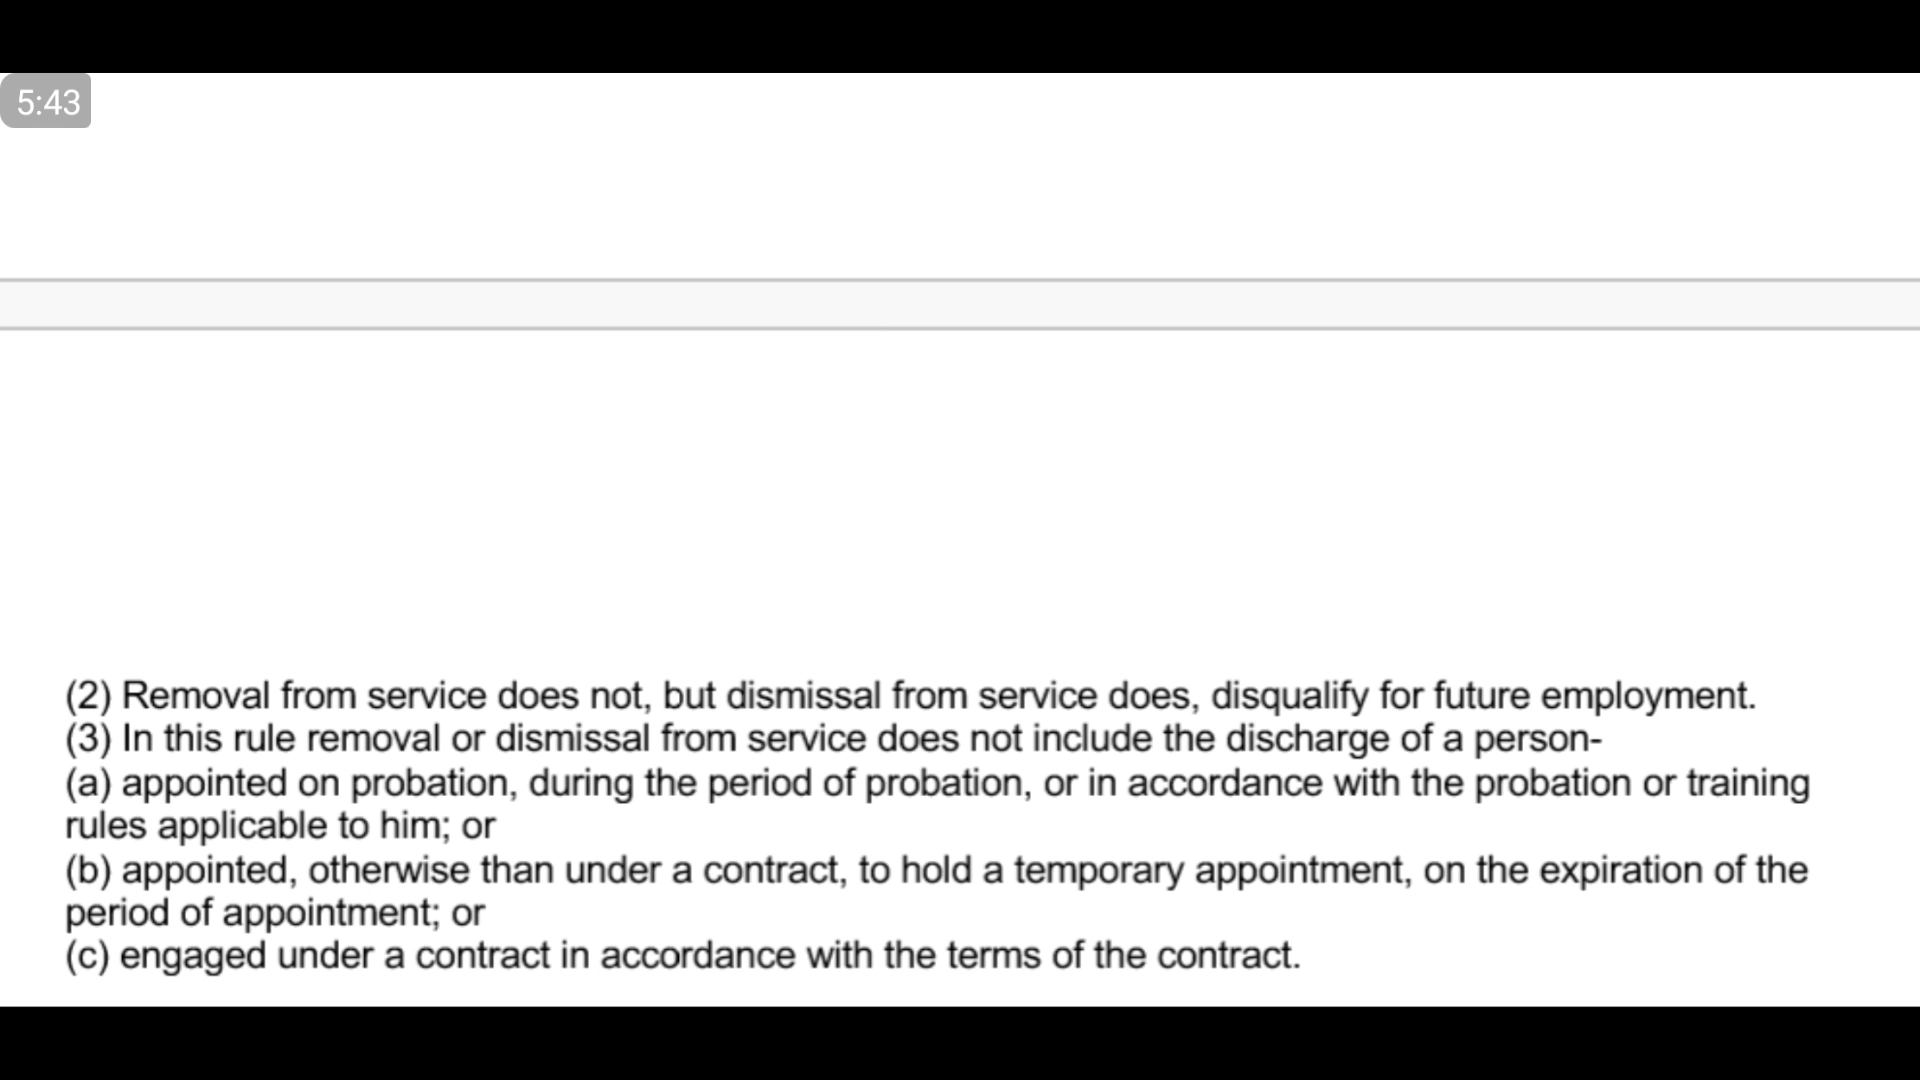 5:43
(2) Removal from service does not, but dismissal from service does, disqualify for future employment.
(3) In this rule removal or dismissal from service does not include the discharge of a person-
(a) appointed on probation, during the period of probation, or in accordance with the probation or training
rules applicable to him; or
(b) appointed, otherwise than under a contract, to hold a temporary appointment, on the expiration of the
period of appointment; or
(c) engaged under a contract in accordance with the terms of the contract.